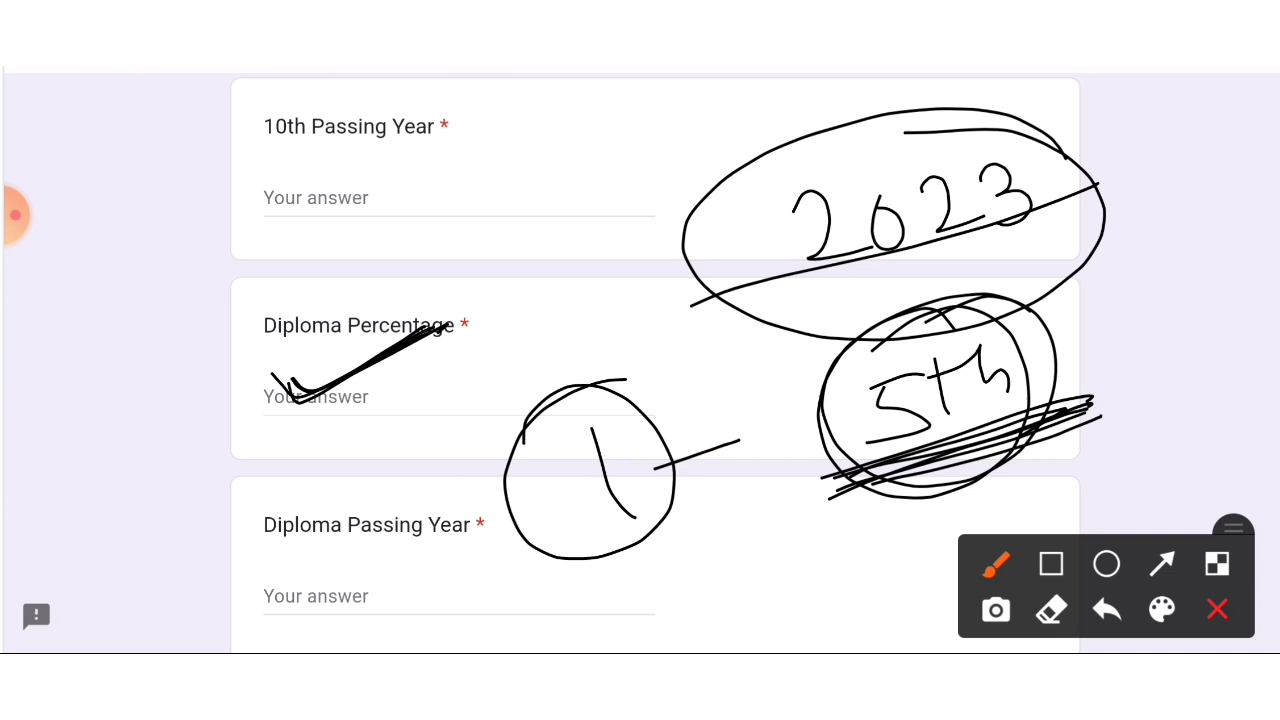 10th Passing Year *
Your answer
2023
Diploma Percentage *
Your answer
5th
1
Diploma Passing Year *
Your answer